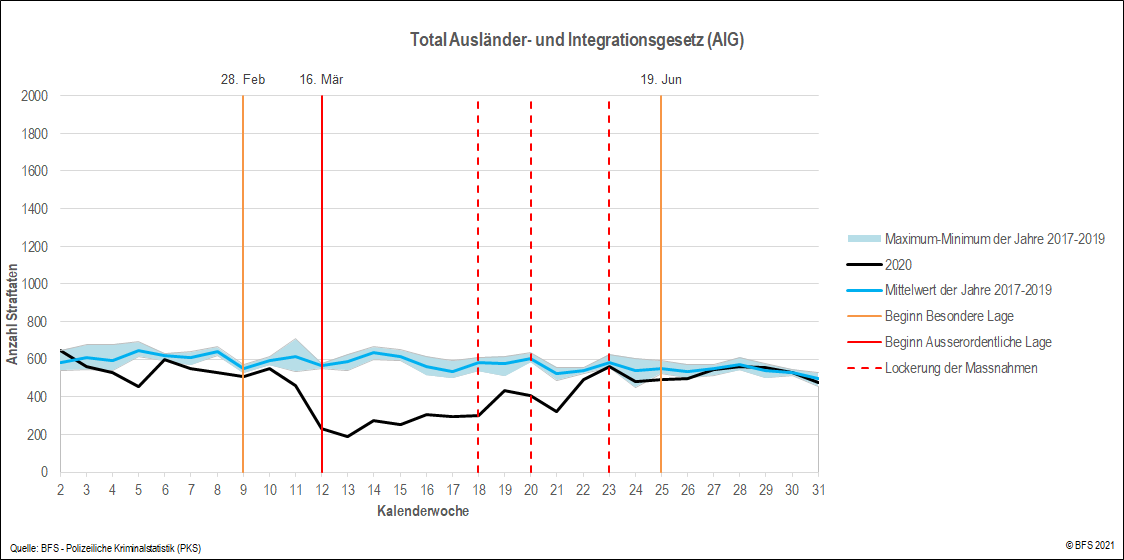 Total Ausländer- und Integrationsgesetz (AIG)
28. Feb 16. Mär 19. Jun
2000
1800
1600
1400
1200
1000
800
600
400
200
0
Anzahl Straftaten
2 3 4 5 6 7 8 9 10 11 12 13 14 15 16 17 18 19 20 21 22 23 24 25 26 27 28 29 30 31
Kalenderwoche
Maximum-Minimum der Jahre 2017-2019
2020
Mittelwert der Jahre 2017-2019
Beginn Besondere Lage
Beginn Ausserordentliche Lage
Lockerung der Massnahmen
Quelle: BFS - Polizeiliche Kriminalstatistik (PKS)
© BFS 2021